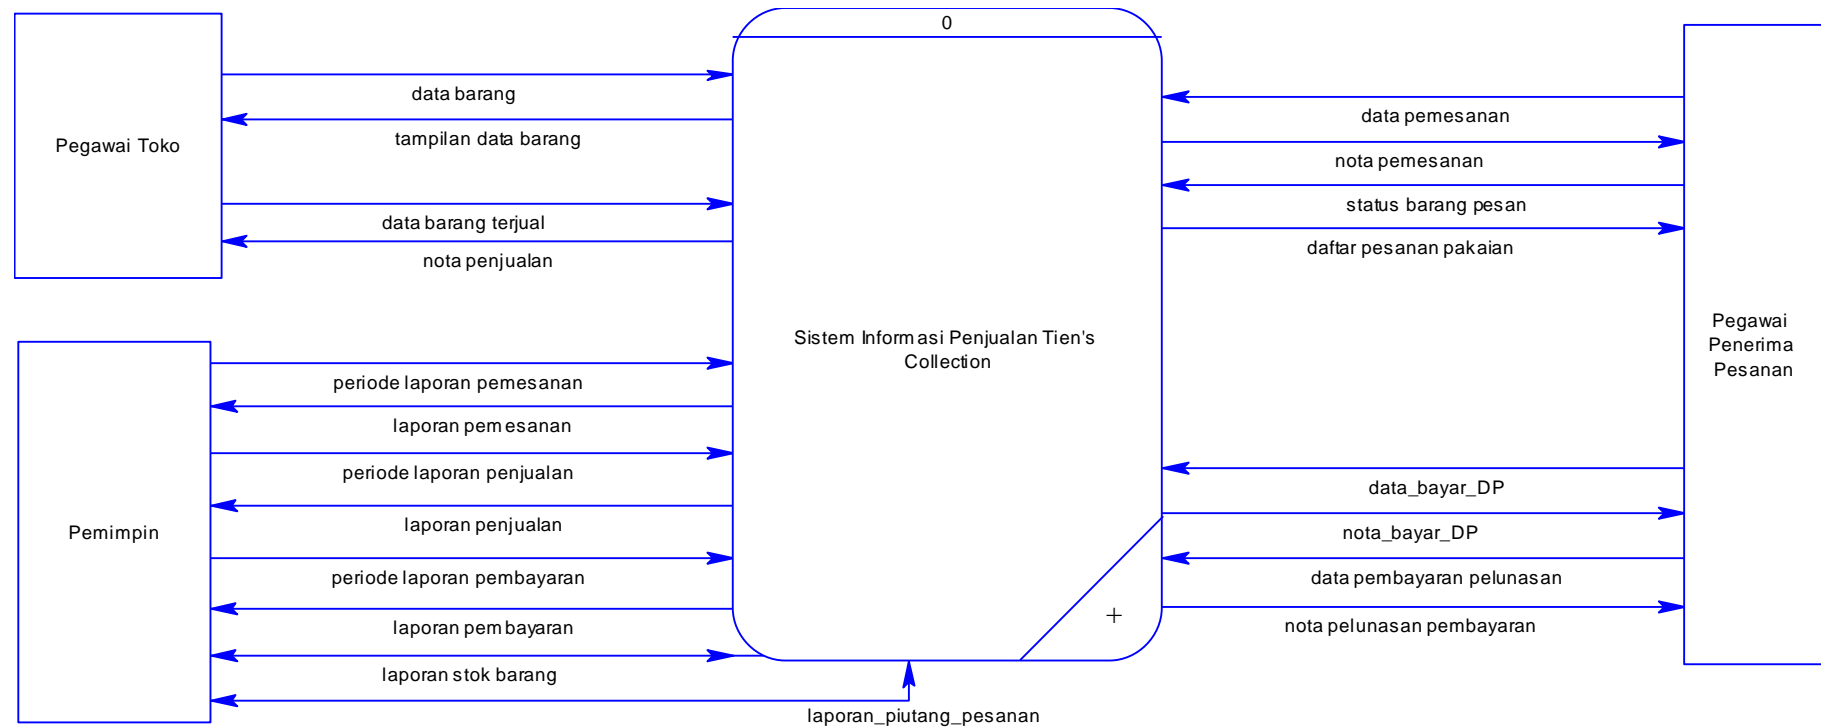 0
Pegawai Toko
data barang
tampilan data barang
data barang terjual
nota penjualan
Pemimpin
periode laporan pemesanan
laporan pemesanan
periode laporan penjualan
laporan penjualan
periode laporan pembayaran
laporan pembayaran
laporan stok barang
laporan_piutang_pesanan
Sistem Informasi Penjualan Tien's
Collection
+
data pemesanan
nota pemesanan
status barang pesan
daftar pesanan pakaian
data_bayar_DP
nota_bayar_DP
data pembayaran pelunasan
nota pelunasan pembayaran
Pegawai
Penerima
Pesanan